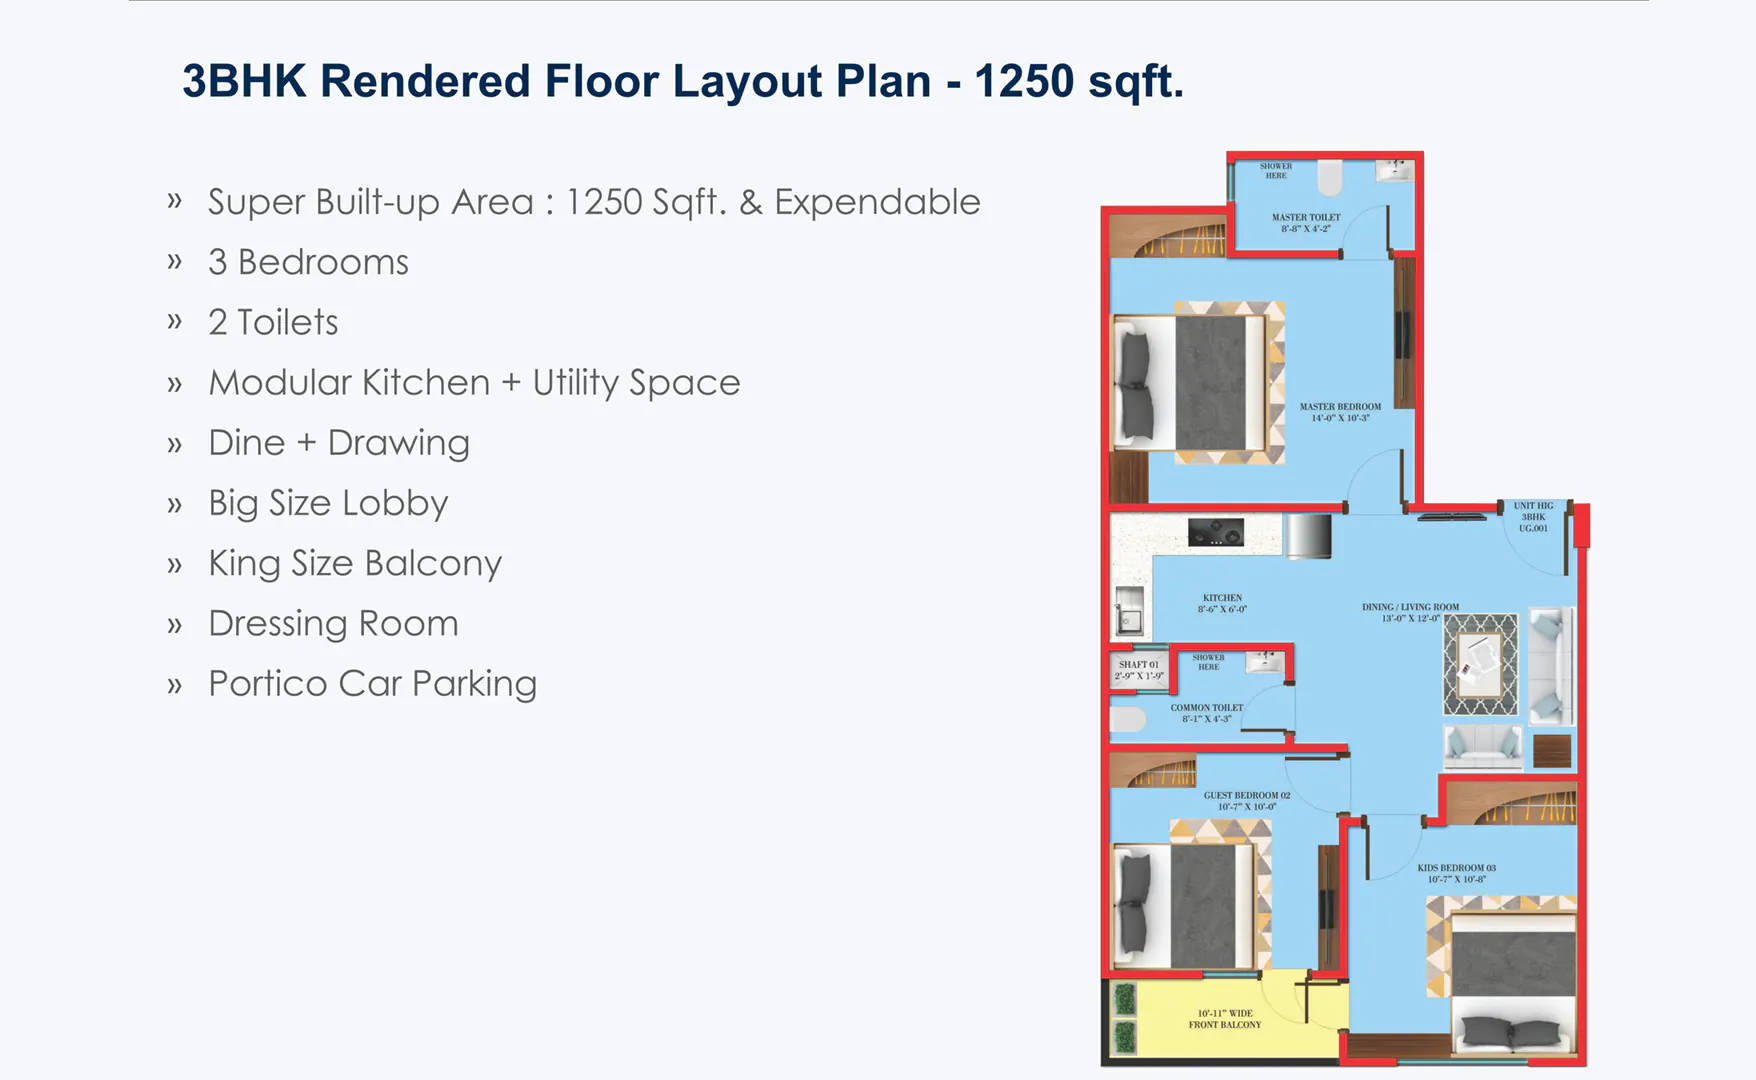 3BHK Rendered Floor Layout Plan - 1250 sqft.
» Super Built-up Area : 1250 Sqft. & Expendable
» 3 Bedrooms
» 2 Toilets
» Modular Kitchen + Utility Space
» Dine + Drawing
» Big Size Lobby
» King Size Balcony
» Dressing Room
» Portico Car Parking
SHOWER
HERE
MASTER TOILET
8'-8" X 4'-2"
MASTER BEDROOM
14'-0" X 10'-3"
UNIT HIG
3BHK
UG.001
KITCHEN
8'-6" X 6'-0"
DINING / LIVING ROOM
13'-0" X 12'-0"
SHAFT 01
2'-9" X 1'-9"
SHOWER
HERE
COMMON TOILET
8'-1" X 4'-3"
GUEST BEDROOM 02
10'-7" X 10'-0"
KIDS BEDROOM 03
10'-7" X 10'-8"
10'-11" WIDE
FRONT BALCONY